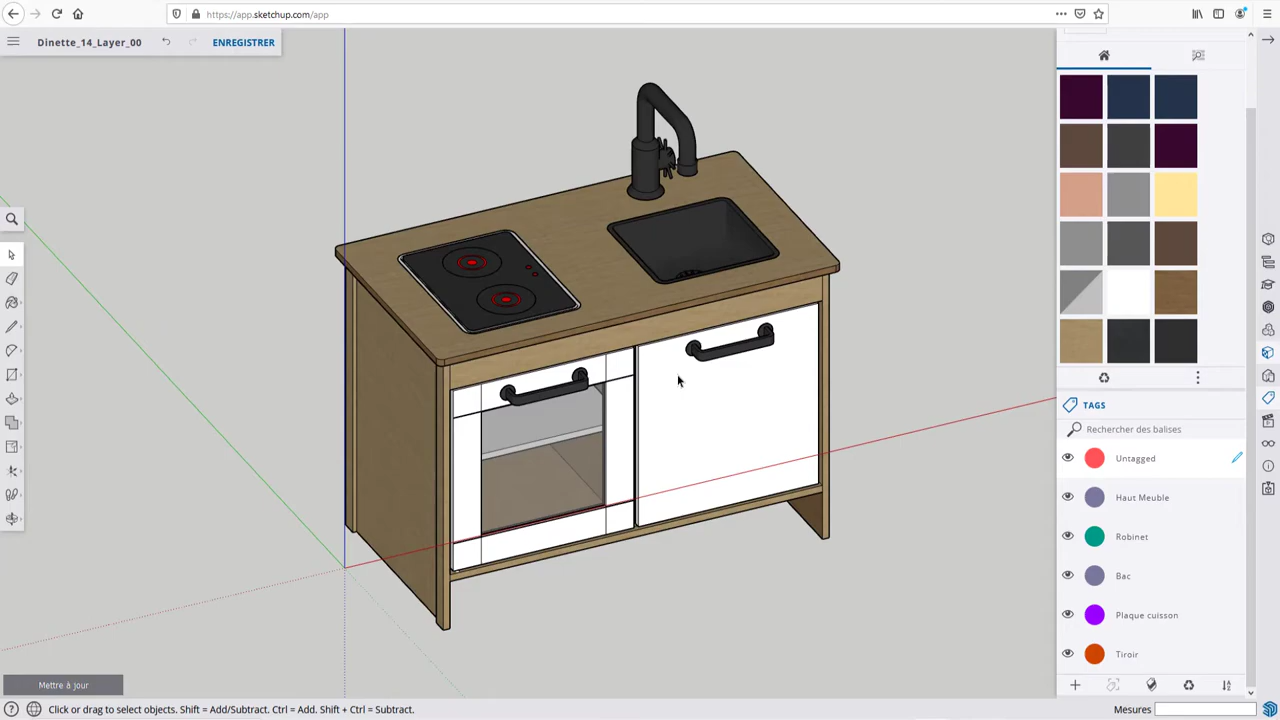 https://app.sketchup.com/app
Dinette_14_Layer_00
ENREGISTRER
TAGS
Rechercher des balises
Untagged
Haut Meuble
Robinet
Bac
Plaque cuisson
Tiroir
Mettre à jour
Click or drag to select objects. Shift = Add/Subtract. Ctrl = Add. Shift + Ctrl = Subtract.
Mesures